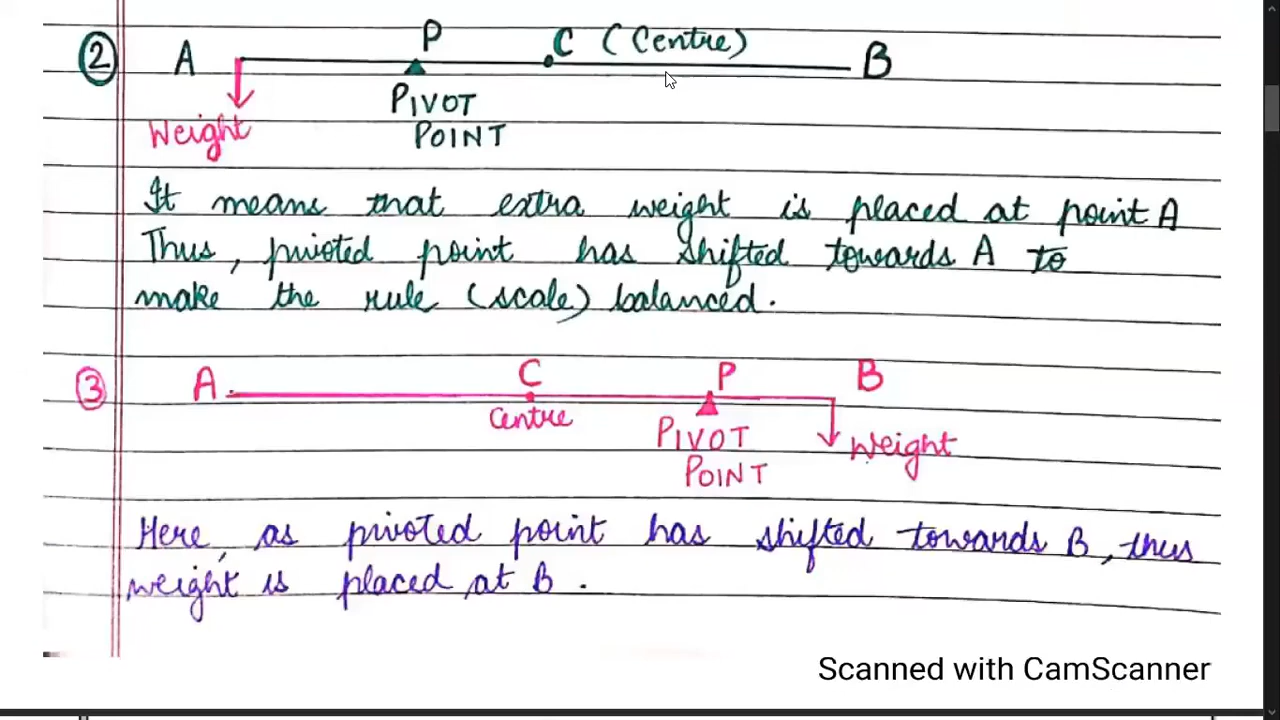 ② A P C (Centre) B
Weight PIVOT
POINT
It means that extra weight is placed at point A
Thus, pivoted point has shifted towards A to
make the rule (scale) balanced.
③ A C P B
Centre PIVOT Weight
POINT
Here, as pivoted point has shifted towards B, thus
weight is placed at B.
Scanned with CamScanner